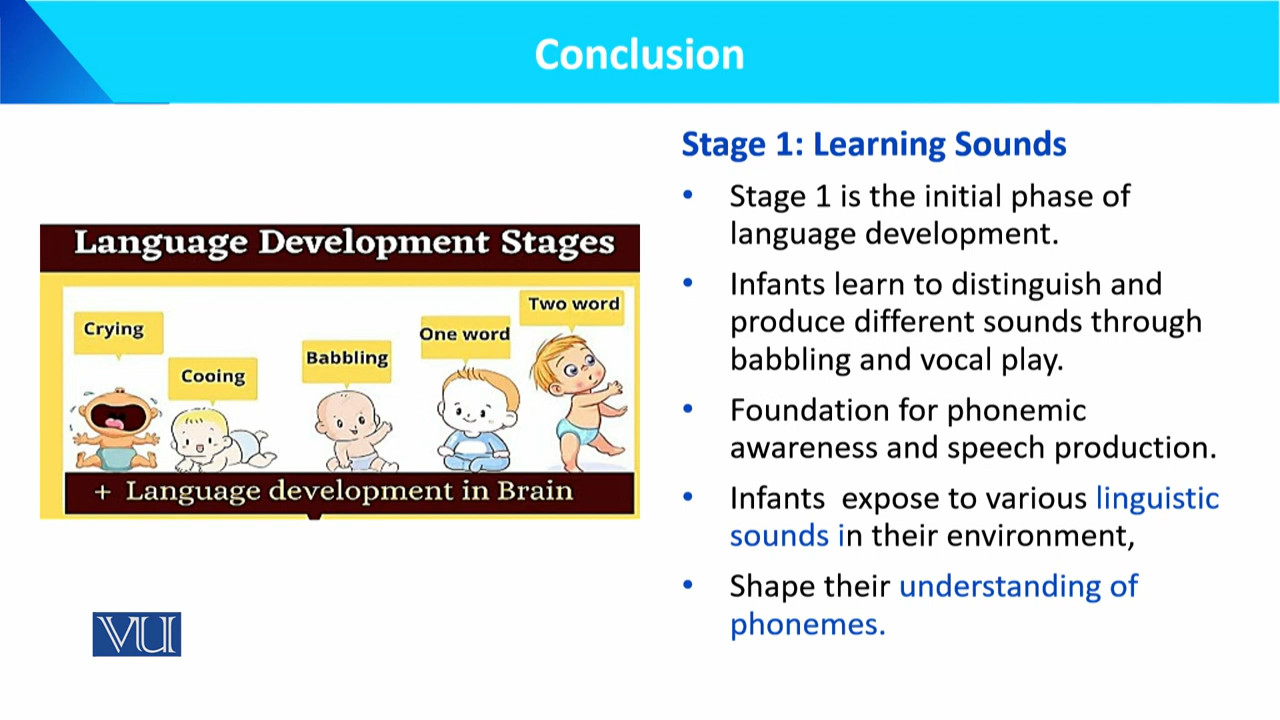 Conclusion
Language Development Stages
Crying
Cooing
Babbling
One word
Two word
+ Language development in Brain
VU
Stage 1: Learning Sounds
• Stage 1 is the initial phase of
language development.
• Infants learn to distinguish and
produce different sounds through
babbling and vocal play.
• Foundation for phonemic
awareness and speech production.
• Infants  expose to various linguistic
sounds in their environment,
• Shape their understanding of
phonemes.